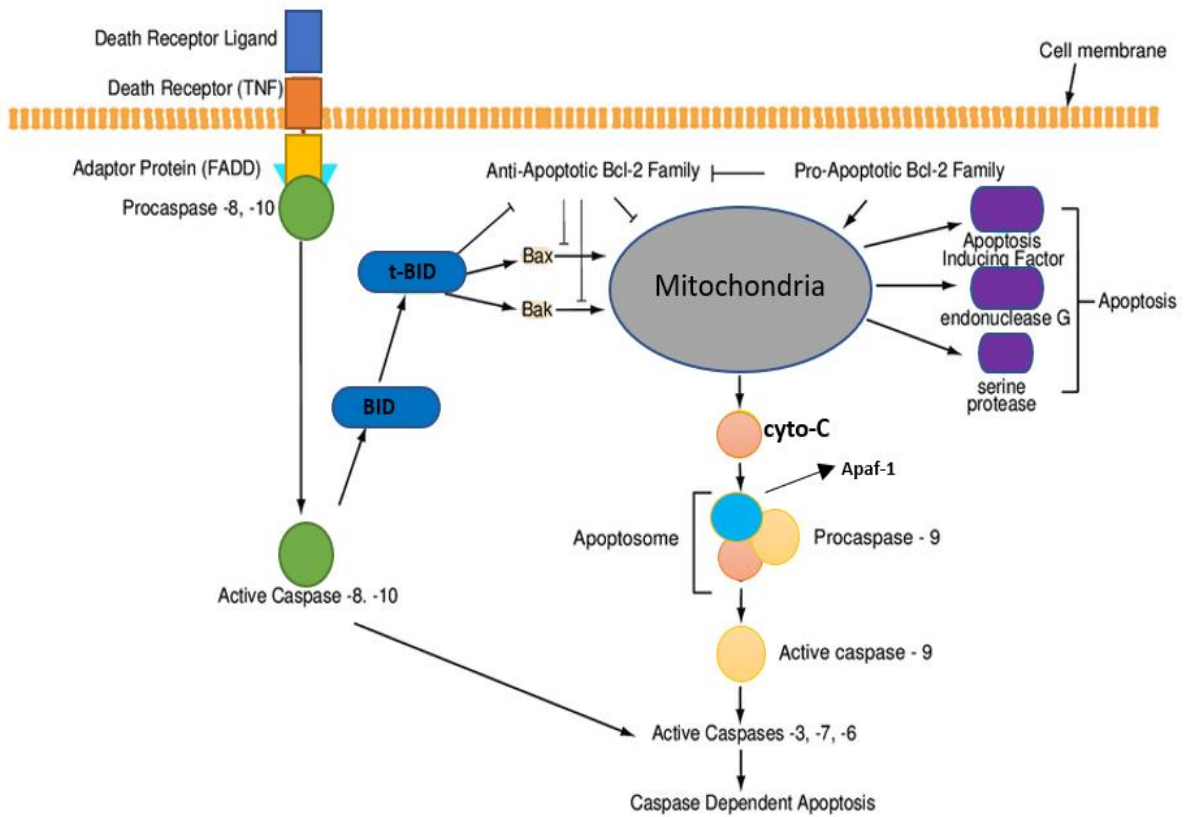 Death Receptor Ligand
Cell membrane
Death Receptor (TNF)
Adaptor Protein (FADD)
Anti-Apoptotic Bcl-2 Family
Pro-Apoptotic Bcl-2 Family
Procaspase -8, -10
Apoptosis
Inducing Factor
t-BID
Bax
Bak
Mitochondria
endonuclease G
Apoptosis
serine
protease
BID
cyto-C
Apaf-1
Apoptosome
Procaspase - 9
Active Caspase -8. -10
Active caspase - 9
Active Caspases -3, -7, -6
Caspase Dependent Apoptosis